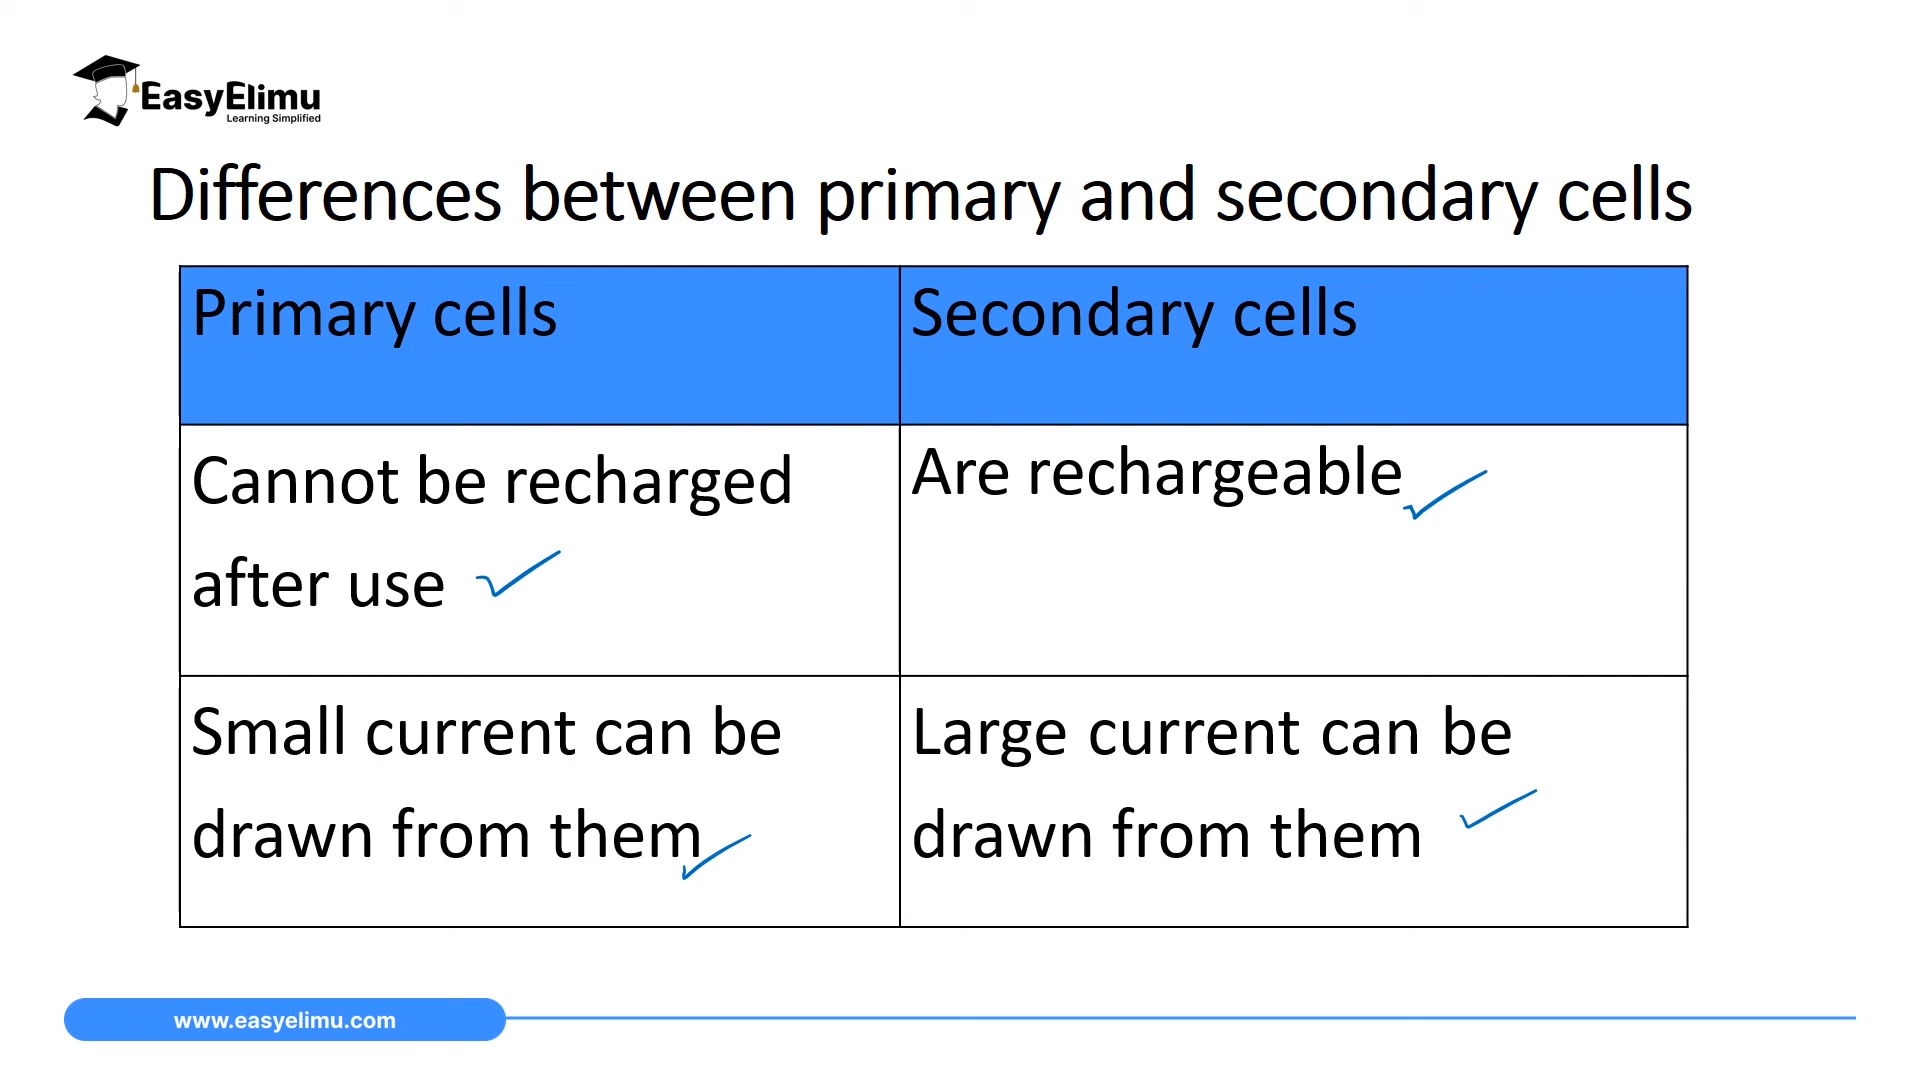 EasyElimu
Learning Simplified
Differences between primary and secondary cells
Primary cells
Secondary cells
Cannot be recharged
after use
Are rechargeable
Small current can be
drawn from them
Large current can be
drawn from them
www.easyelimu.com